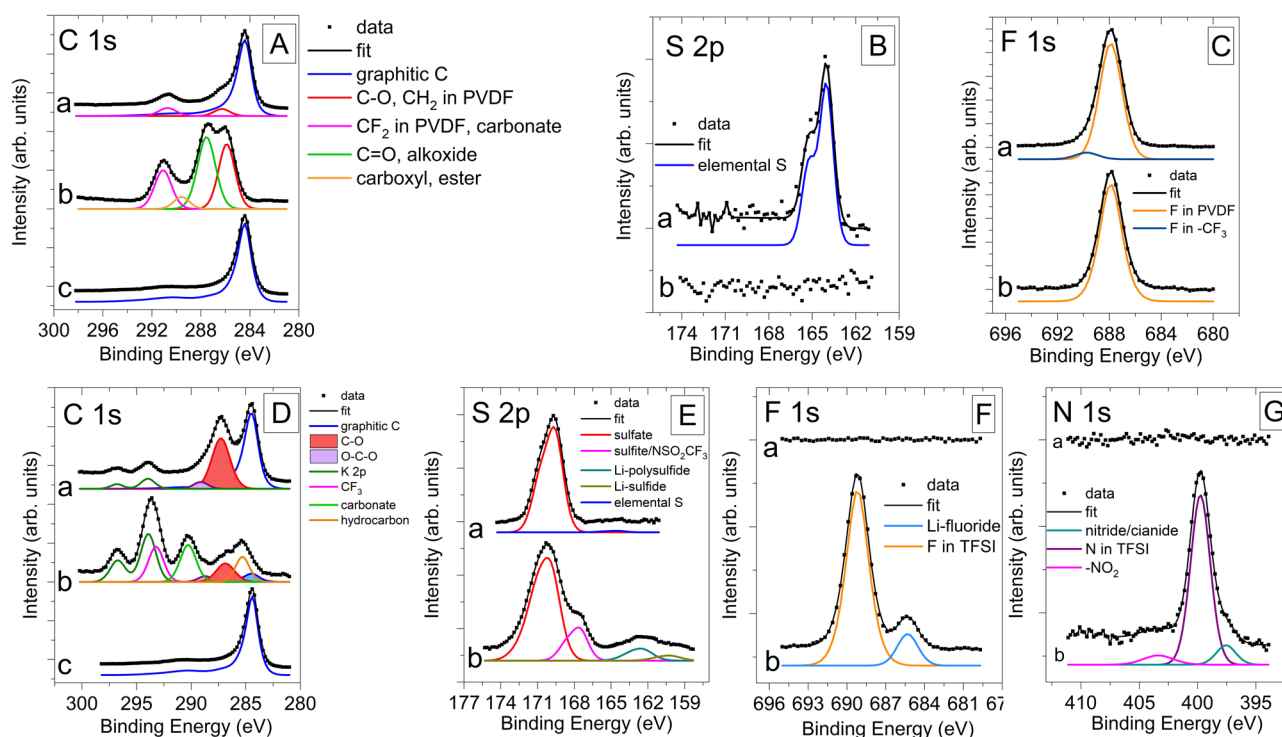 C 1s
A
data
fit
graphitic C
C-O, CH2 in PVDF
CF2 in PVDF, carbonate
C=O, alkoxide
carboxyl, ester
a
b
c
Intensity (arb. units)
300 296 292 288 284 280
Binding Energy (eV)
S 2p
B
data
fit
elemental S
a
b
Intensity (arb. units)
174 171 168 165 162 159
Binding Energy (eV)
F 1s
C
a
data
fit
F in PVDF
F in -CF3
b
Intensity (arb. units)
696 692 688 684 680
Binding Energy (eV)
C 1s
D
data
fit
graphitic C
C-O
O-C-O
K 2p
CF3
carbonate
hydrocarbon
a
b
c
Intensity (arb. units)
300 295 290 285 280
Binding Energy (eV)
S 2p
E
data
fit
sulfate
sulfite/NSO2CF3
Li-polysulfide
Li-sulfide
elemental S
a
b
Intensity (arb. units)
177 174 171 168 165 162 159
Binding Energy (eV)
F 1s
F
a
data
fit
Li-fluoride
F in TFSI
b
Intensity (arb. units)
696 693 690 687 684 681 67
Binding Energy (eV)
N 1s
G
a
data
fit
nitride/cianide
N in TFSI
-NO2
b
Intensity (arb. units)
410 405 400 395
Binding Energy (eV)